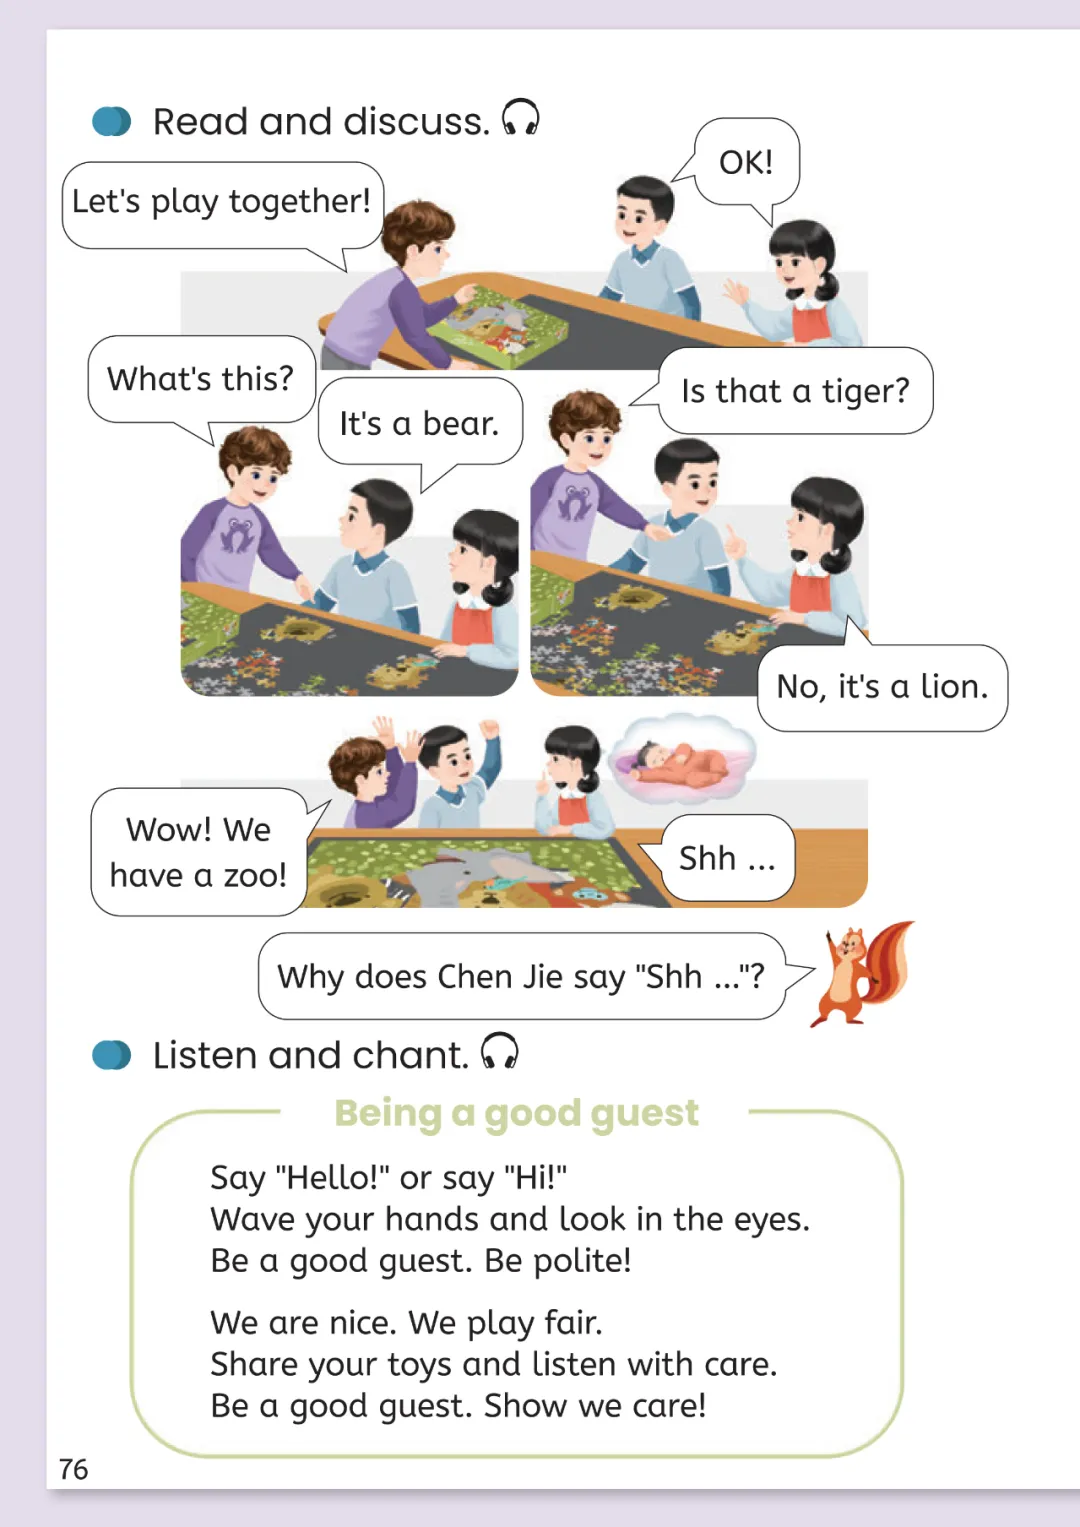 Read and discuss.
Let's play together!
OK!
What's this?
It's a bear.
Is that a tiger?
No, it's a lion.
Wow! We
have a zoo!
Shh ...
Why does Chen Jie say "Shh ..."?
Listen and chant.
Being a good guest
Say "Hello!" or say "Hi!"
Wave your hands and look in the eyes.
Be a good guest. Be polite!
We are nice. We play fair.
Share your toys and listen with care.
Be a good guest. Show we care!
76